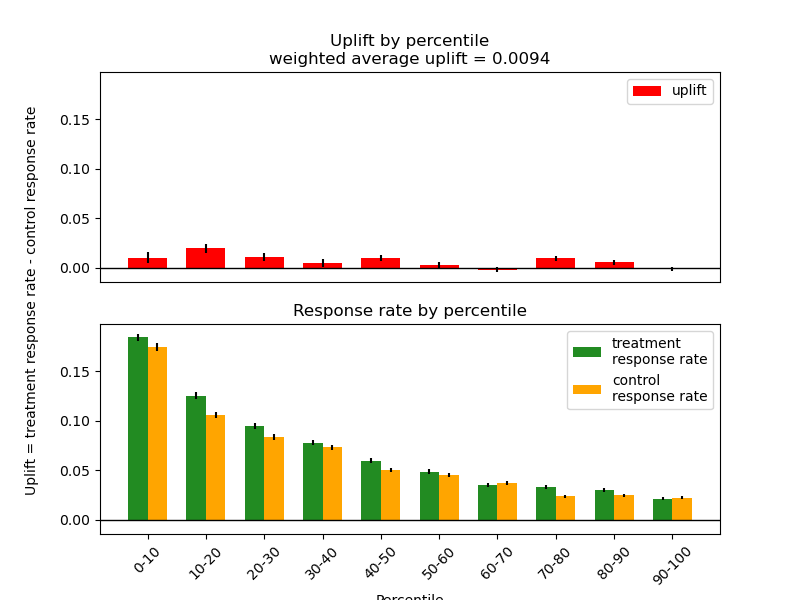 Uplift by percentile
weighted average uplift = 0.0094
uplift
0.15
0.10
0.05
0.00
Uplift = treatment response rate - control response rate
Response rate by percentile
treatment
response rate
control
response rate
0.15
0.10
0.05
0.00
0-10
10-20
20-30
30-40
40-50
50-60
60-70
70-80
80-90
90-100
Percentile